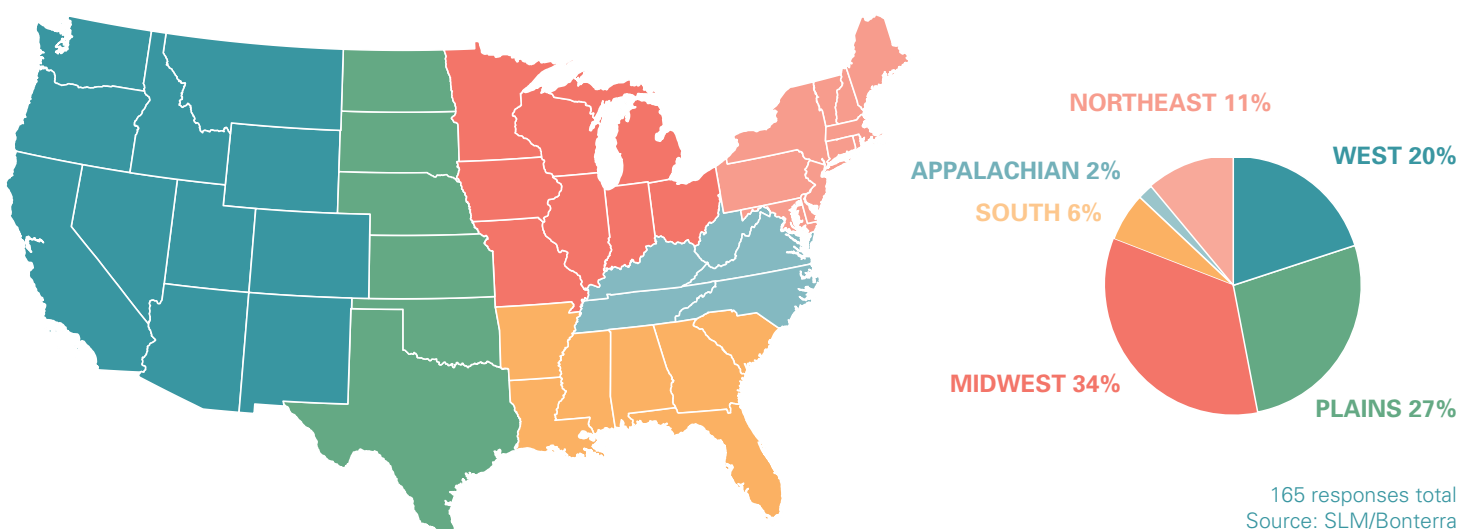 NORTHEAST 11%
WEST 20%
APPALACHIAN 2%
SOUTH 6%
MIDWEST 34%
PLAINS 27%
165 responses total
Source: SLM/Bonterra